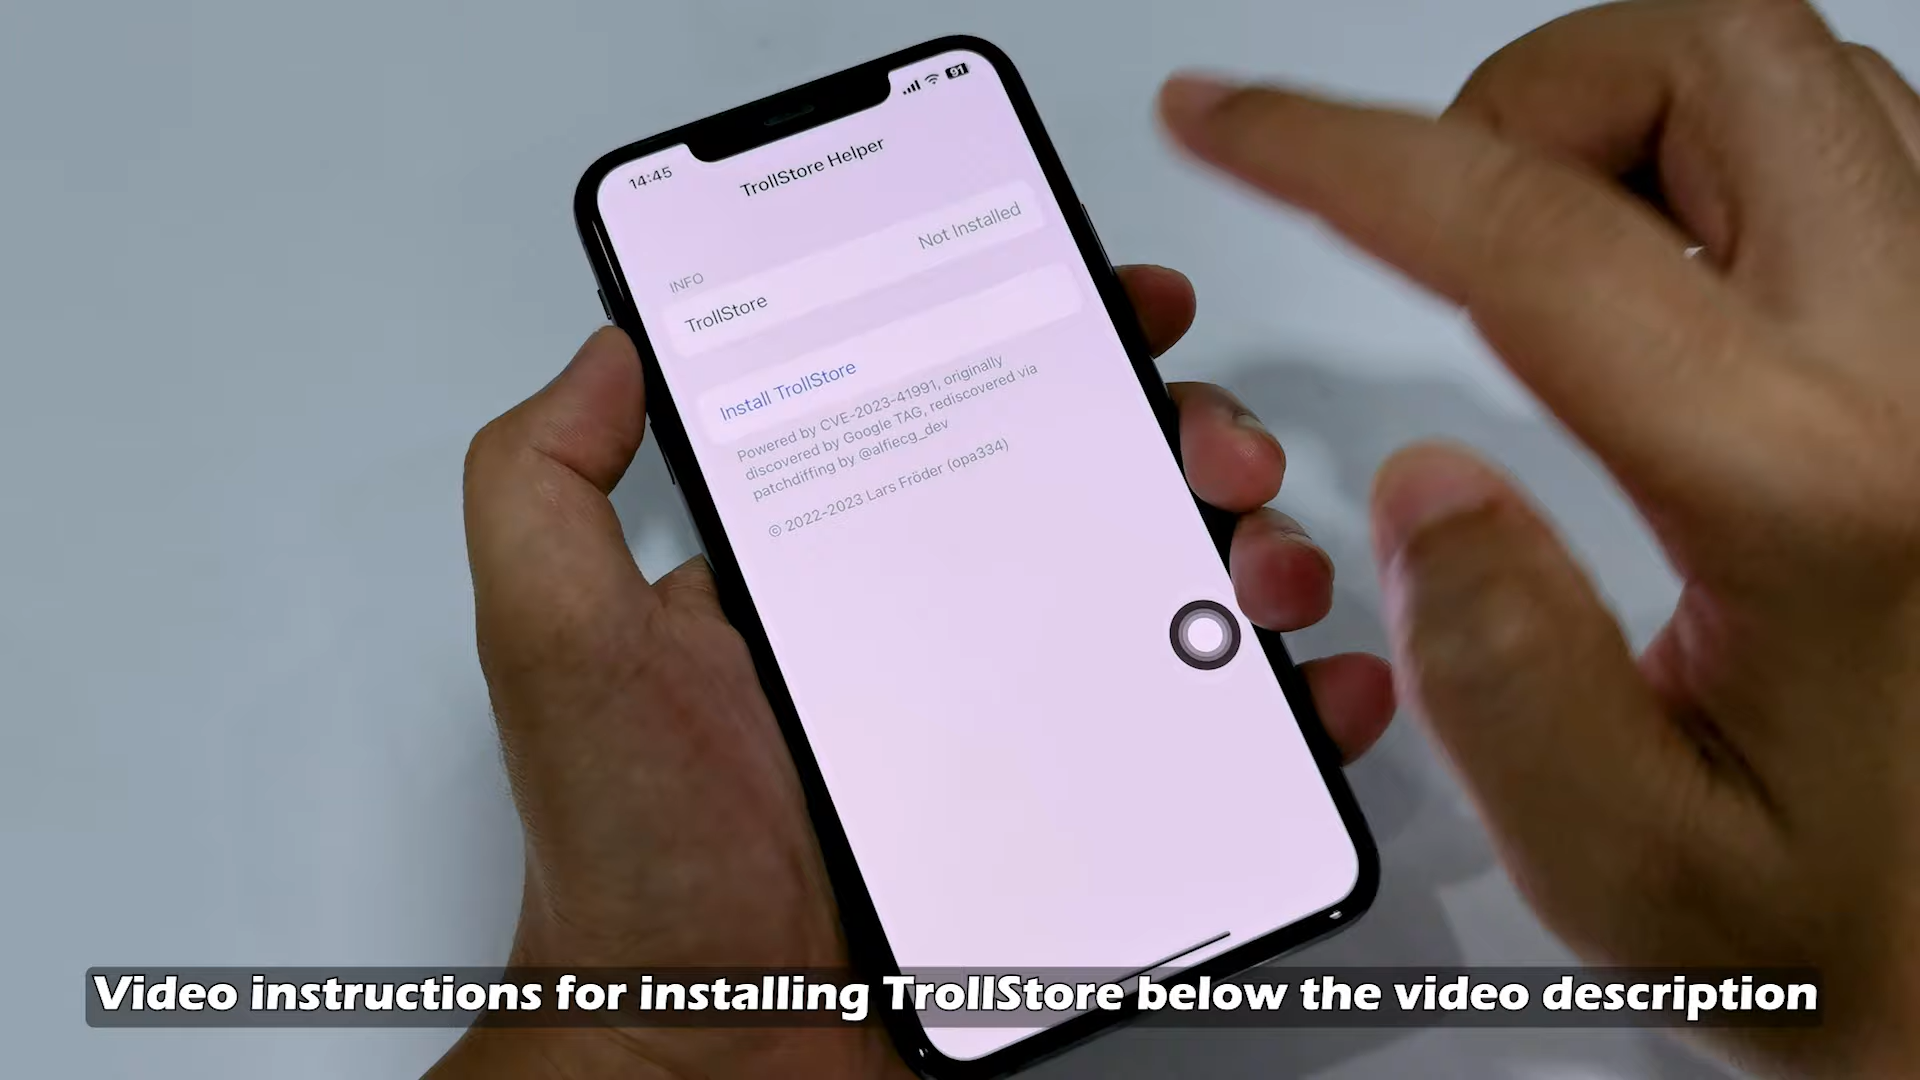 14:45
91
TrollStore Helper
INFO
TrollStore
Not Installed
Install TrollStore
Powered by CVE-2023-41991, originally
discovered by Google TAG, rediscovered via
patchdiffing by @alfiecg_dev
© 2022-2023 Lars Fröder (opa334)
Video instructions for installing TrollStore below the video description